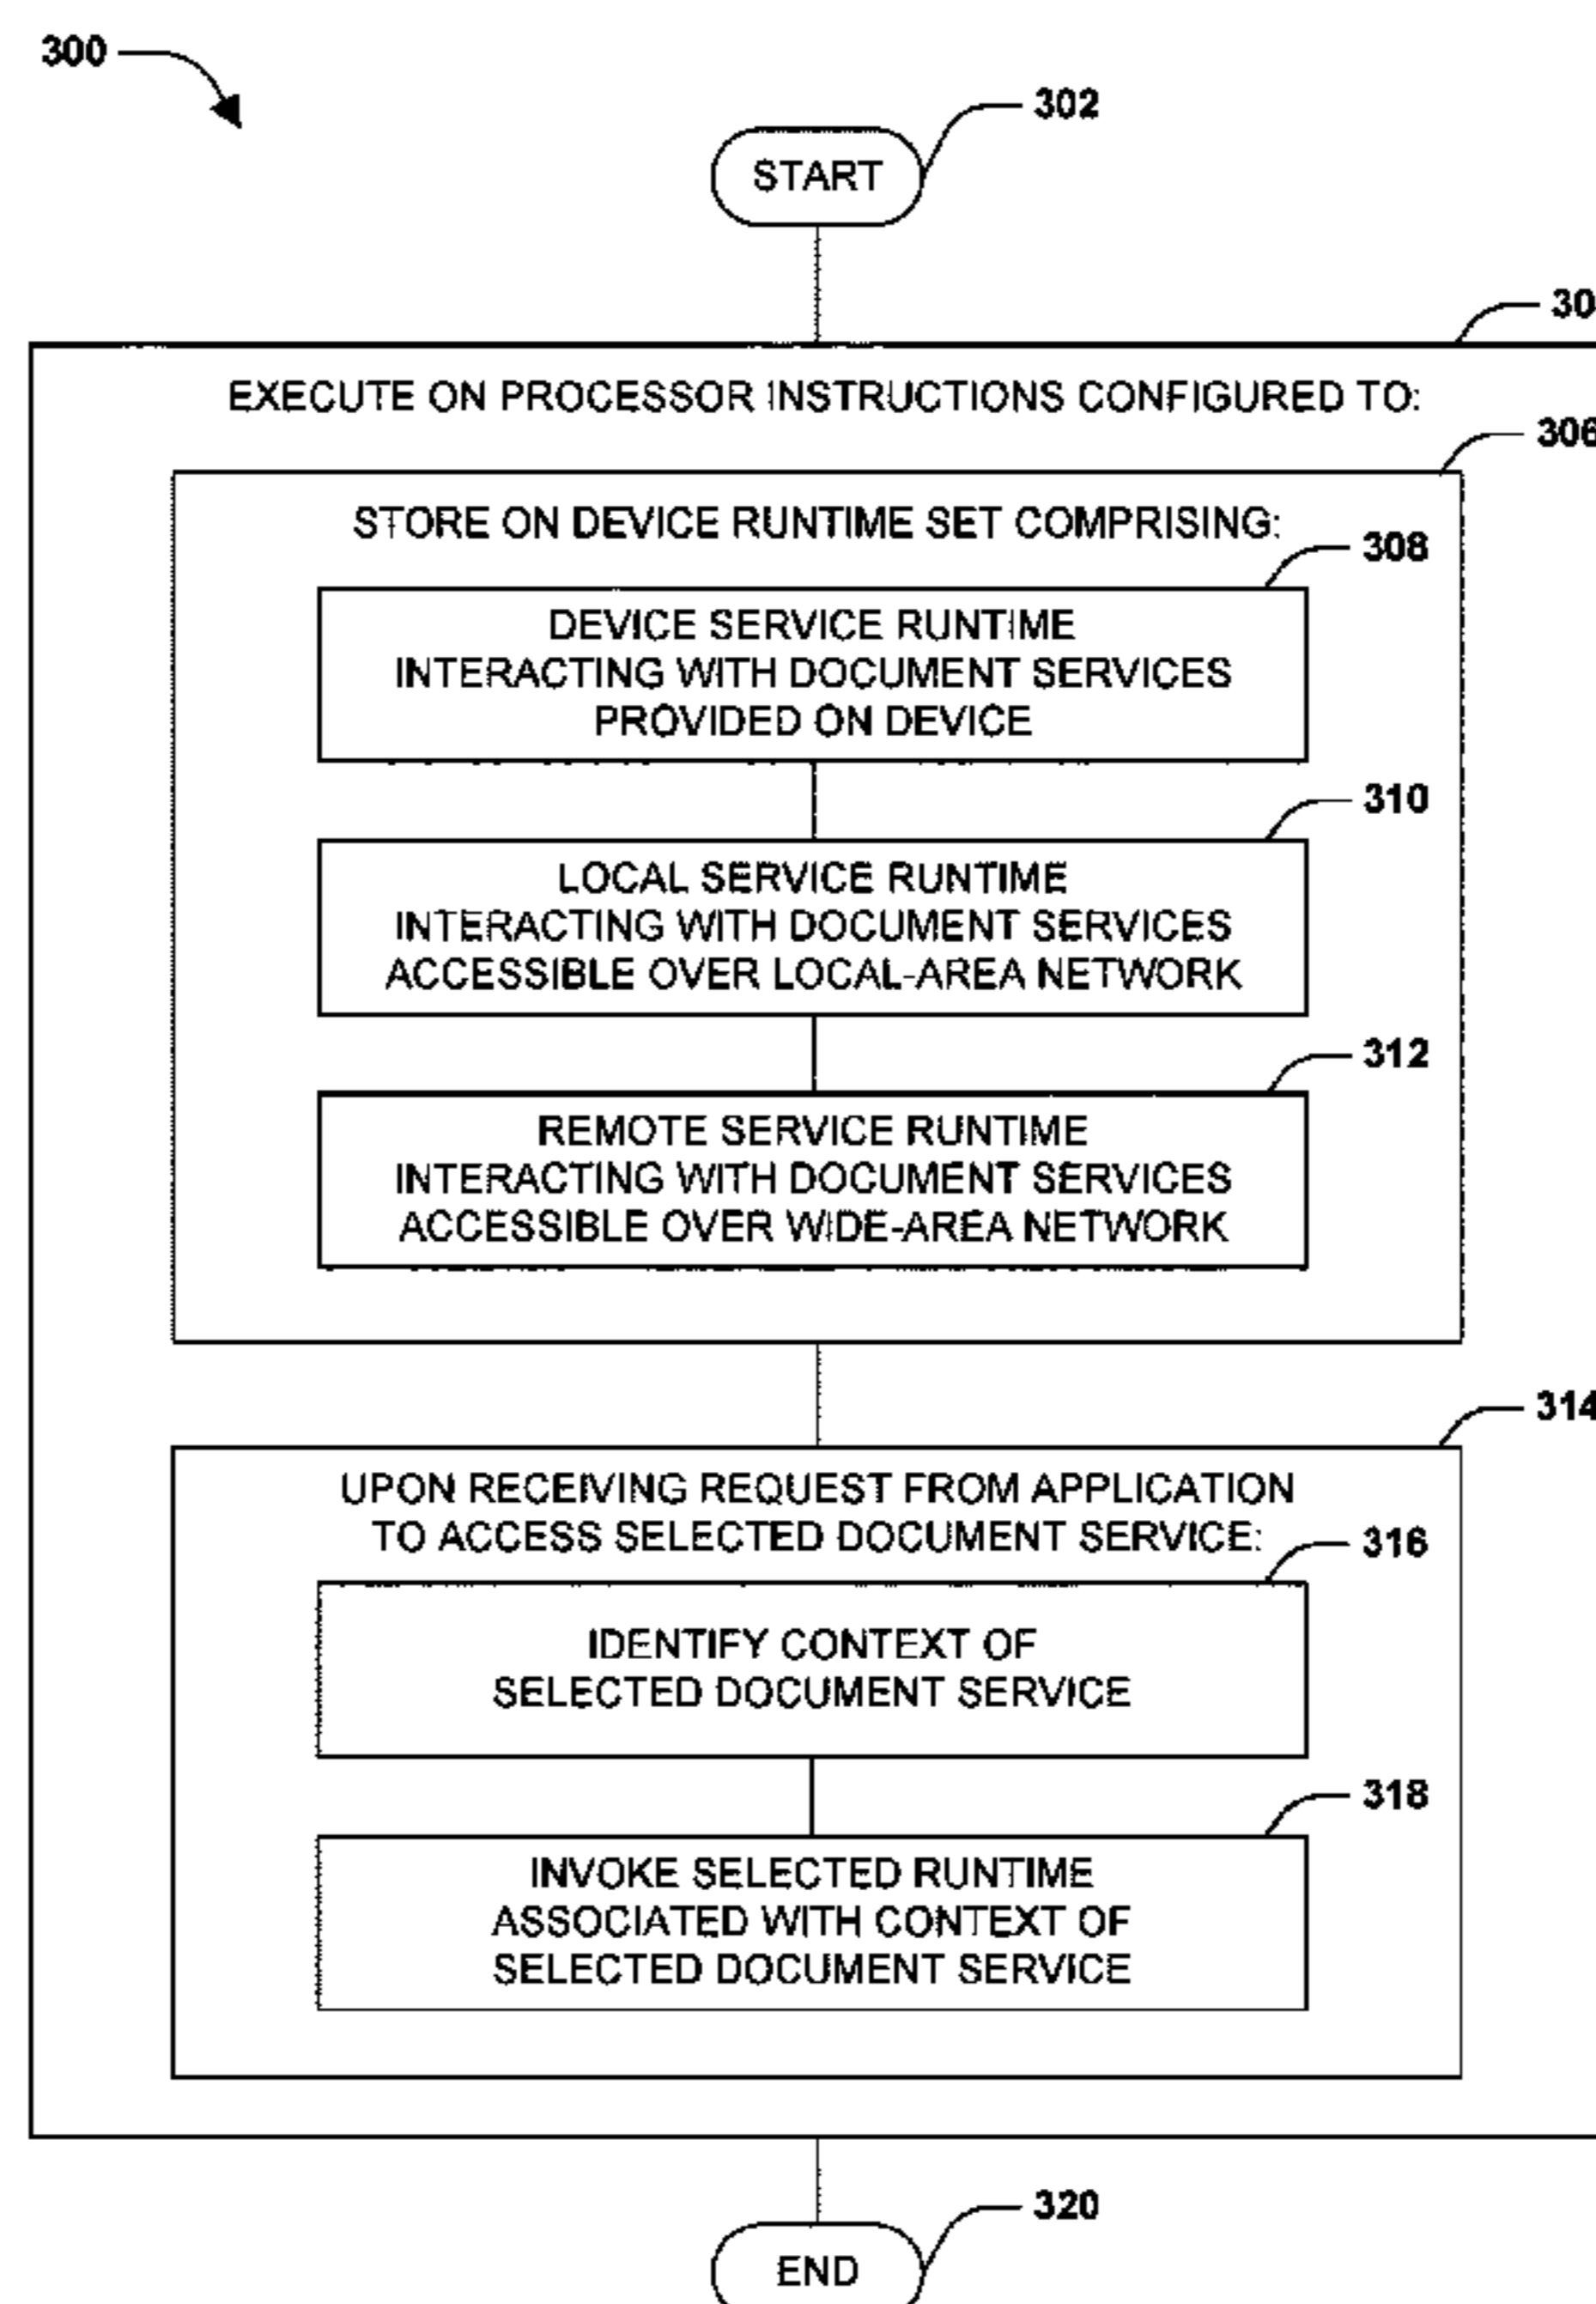 300
302
START
30
EXECUTE ON PROCESSOR INSTRUCTIONS CONFIGURED TO:
306
STORE ON DEVICE RUNTIME SET COMPRISING:
308
DEVICE SERVICE RUNTIME
INTERACTING WITH DOCUMENT SERVICES
PROVIDED ON DEVICE
310
LOCAL SERVICE RUNTIME
INTERACTING WITH DOCUMENT SERVICES
ACCESSIBLE OVER LOCAL-AREA NETWORK
312
REMOTE SERVICE RUNTIME
INTERACTING WITH DOCUMENT SERVICES
ACCESSIBLE OVER WIDE-AREA NETWORK
314
UPON RECEIVING REQUEST FROM APPLICATION
TO ACCESS SELECTED DOCUMENT SERVICE:
316
IDENTIFY CONTEXT OF
SELECTED DOCUMENT SERVICE
318
INVOKE SELECTED RUNTIME
ASSOCIATED WITH CONTEXT OF
SELECTED DOCUMENT SERVICE
320
END